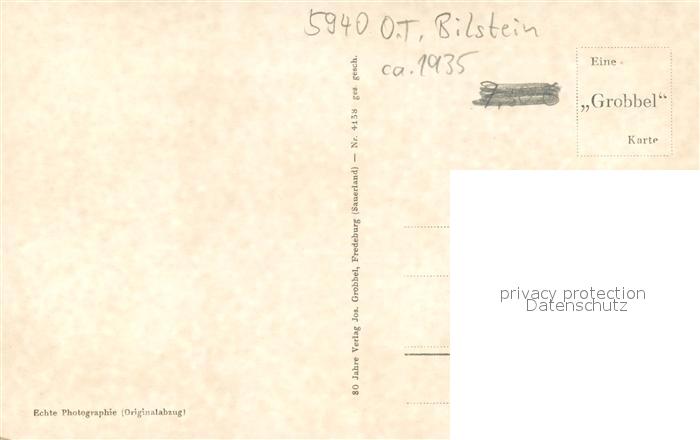 5940 O.T. Bilstein
ca. 1935
Eine
„Grobbel“
Karte
80 Jahre Verlag Jos. Grobbel, Fredeburg (Sauerland) — Nr. 4158 ges. gesch.
privacy protection
Datenschutz
Echte Photographie (Originalabzug)